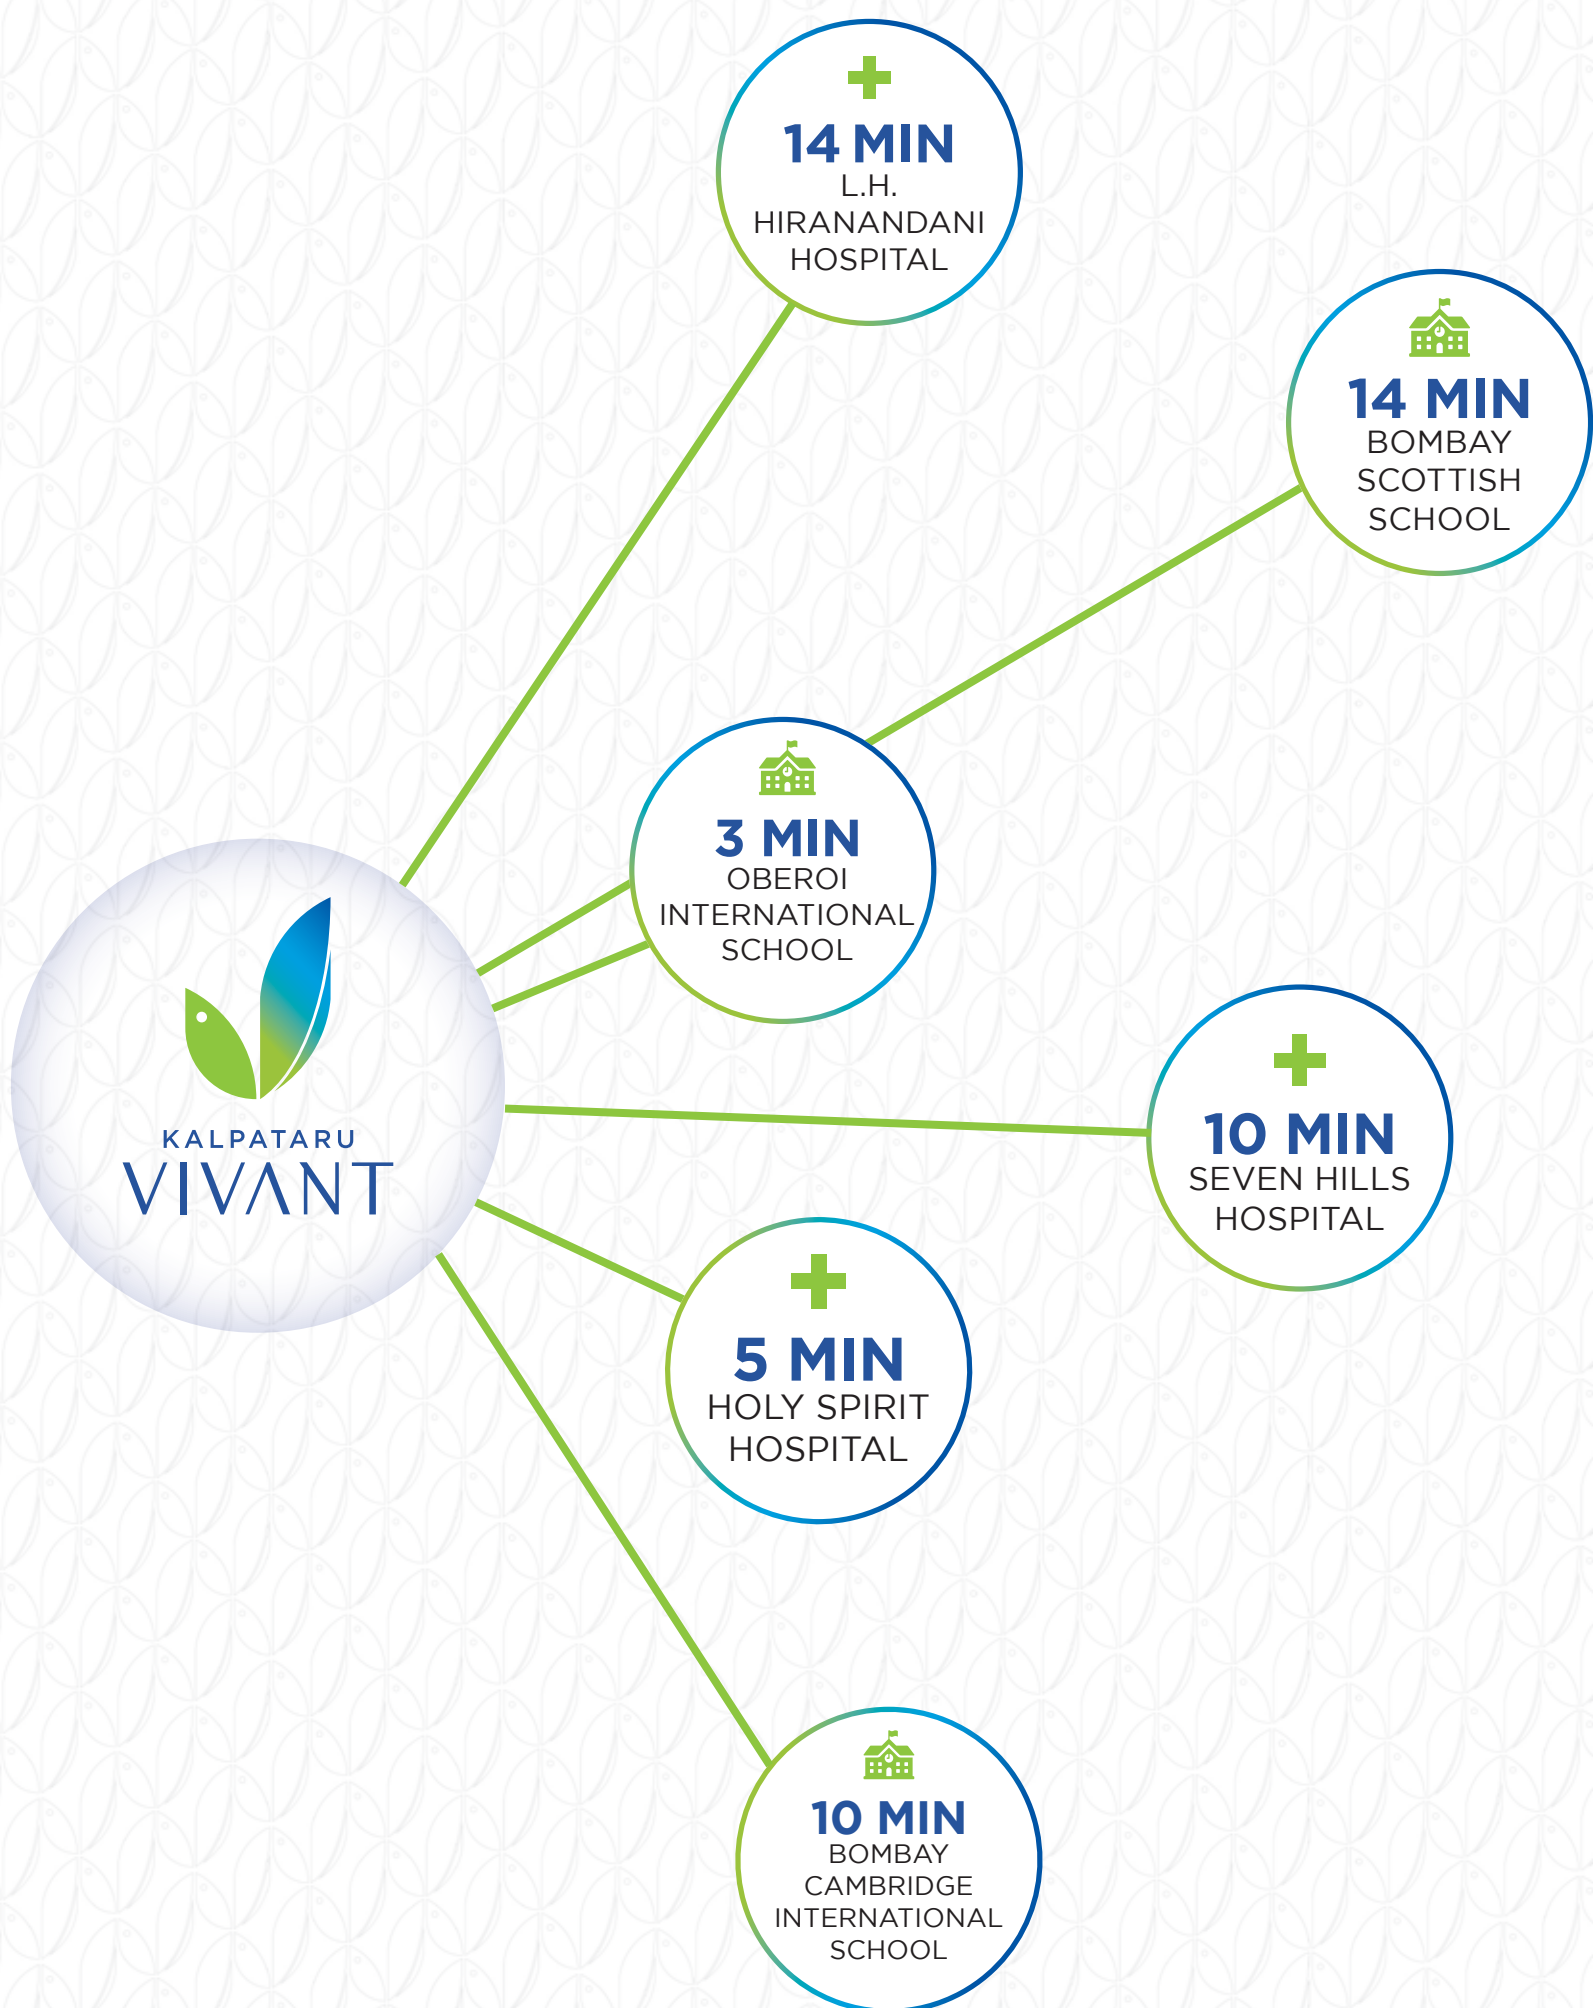 14 MIN
L.H.
HIRANANDANI
HOSPITAL
14 MIN
BOMBAY
SCOTTISH
SCHOOL
3 MIN
OBEROI
INTERNATIONAL
SCHOOL
KALPATARU
VIVANT
10 MIN
SEVEN HILLS
HOSPITAL
5 MIN
HOLY SPIRIT
HOSPITAL
10 MIN
BOMBAY
CAMBRIDGE
INTERNATIONAL
SCHOOL